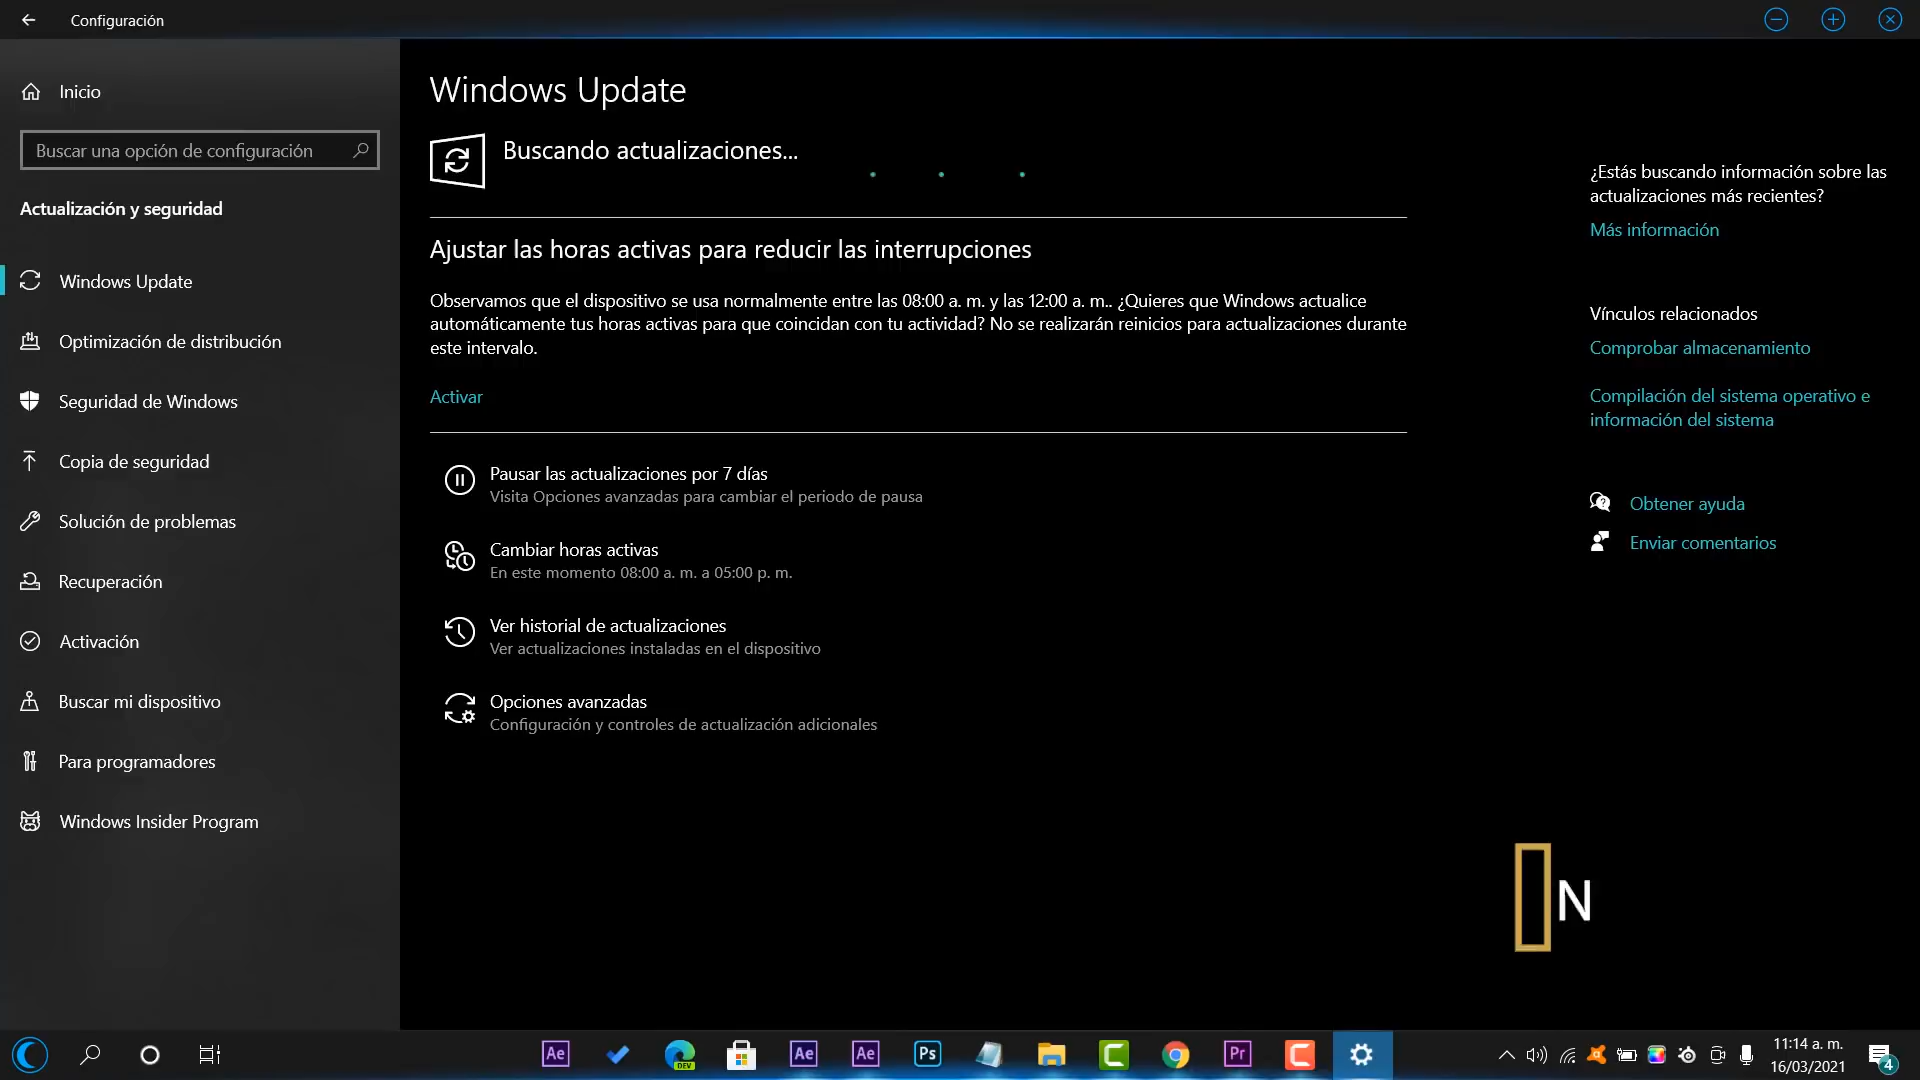 Configuración
Inicio
Buscar una opción de configuración
Actualización y seguridad
Windows Update
Optimización de distribución
Seguridad de Windows
Copia de seguridad
Solución de problemas
Recuperación
Activación
Buscar mi dispositivo
Para programadores
Windows Insider Program
Windows Update
Buscando actualizaciones...
Ajustar las horas activas para reducir las interrupciones
Observamos que el dispositivo se usa normalmente entre las 08:00 a. m. y las 12:00 a. m.. ¿Quieres que Windows actualice
automáticamente tus horas activas para que coincidan con tu actividad? No se realizarán reinicios para actualizaciones durante
este intervalo.
Activar
Pausar las actualizaciones por 7 días
Visita Opciones avanzadas para cambiar el periodo de pausa
Cambiar horas activas
En este momento 08:00 a. m. a 05:00 p. m.
Ver historial de actualizaciones
Ver actualizaciones instaladas en el dispositivo
Opciones avanzadas
Configuración y controles de actualización adicionales
¿Estás buscando información sobre las
actualizaciones más recientes?
Más información
Vínculos relacionados
Comprobar almacenamiento
Compilación del sistema operativo e
información del sistema
Obtener ayuda
Enviar comentarios
N
Ae
DEV
Ae
Ae
Ps
Pr
11:14 a. m.
16/03/2021
4